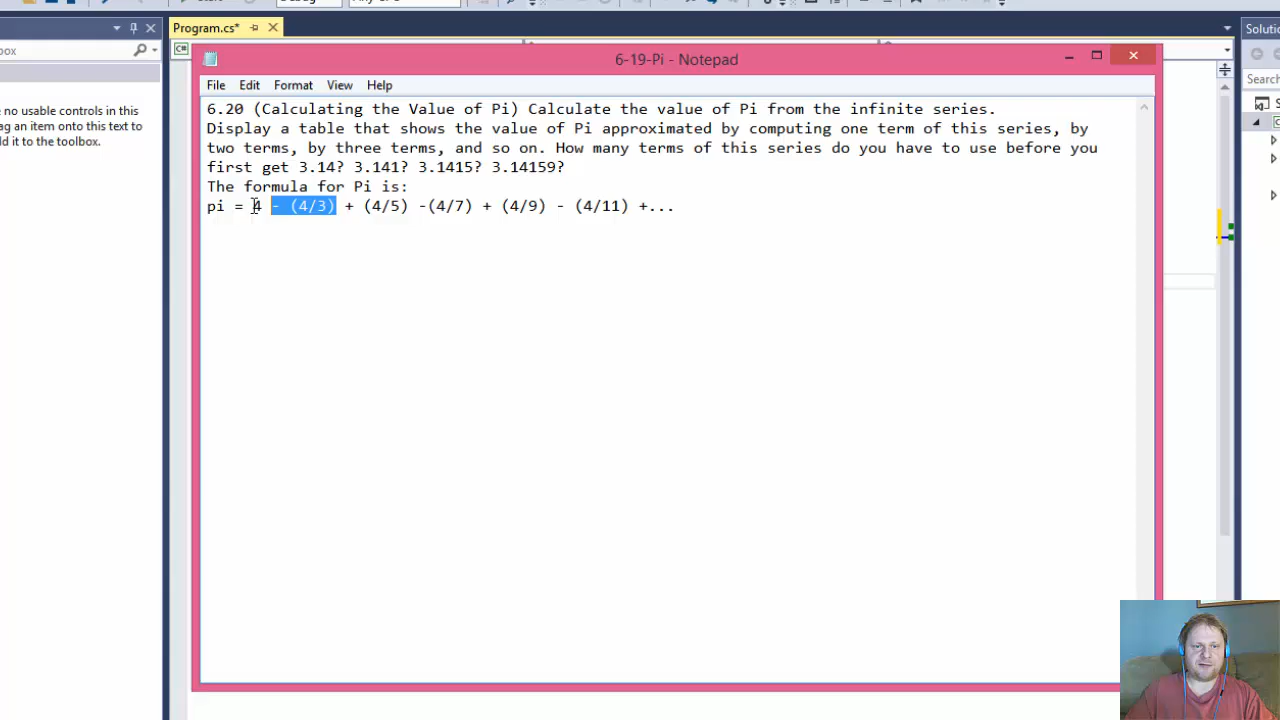 Program.cs*
Solutio
ox
C#
6-19-Pi - Notepad
File Edit Format View Help
Search
e no usable controls in this
ag an item onto this text to
d it to the toolbox.
6.20 (Calculating the Value of Pi) Calculate the value of Pi from the infinite series.
Display a table that shows the value of Pi approximated by computing one term of this series, by
two terms, by three terms, and so on. How many terms of this series do you have to use before you
first get 3.14? 3.141? 3.1415? 3.14159?
The formula for Pi is:
pi = 4 - (4/3) + (4/5) -(4/7) + (4/9) - (4/11) +...